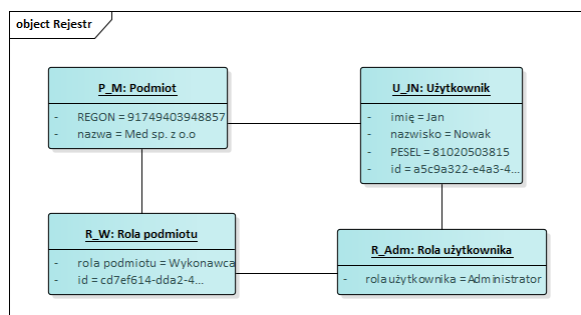 object Rejestr
P_M: Podmiot
- REGON = 91749403948857
- nazwa = Med sp. z o.o
U_JN: Użytkownik
- imię = Jan
- nazwisko = Nowak
- PESEL = 81020503815
- id = a5c9a322-e4a3-4...
R_W: Rola podmiotu
- rola podmiotu = Wykonawca
- id = cd7ef614-dda2-4...
R_Adm: Rola użytkownika
- rola użytkownika = Administrator